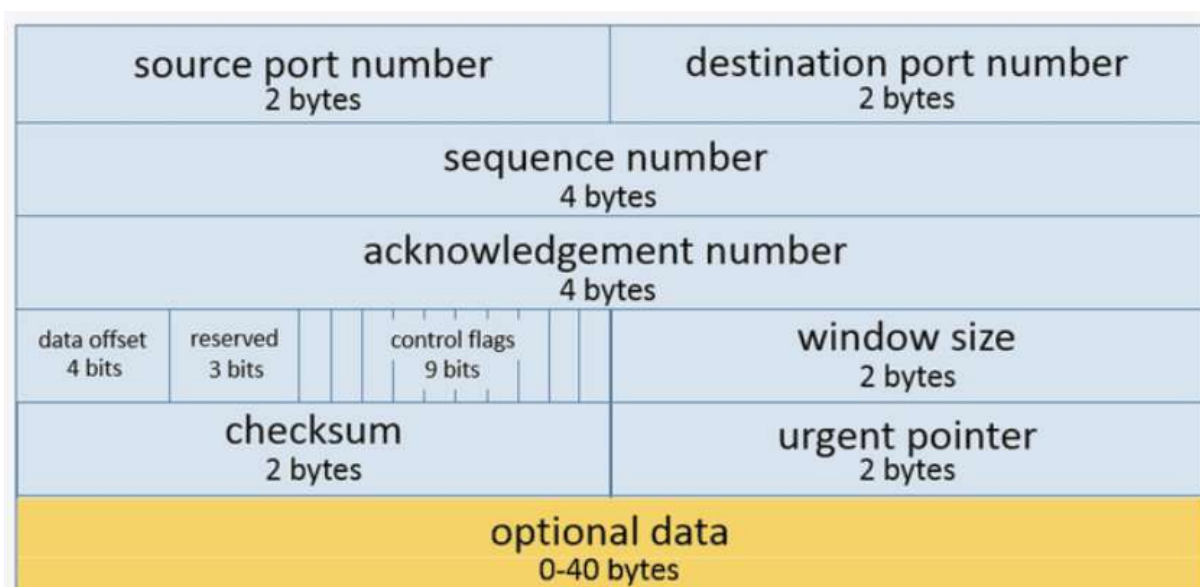 source port number
2 bytes
destination port number
2 bytes
sequence number
4 bytes
acknowledgement number
4 bytes
data offset
4 bits
reserved
3 bits
control flags
9 bits
window size
2 bytes
checksum
2 bytes
urgent pointer
2 bytes
optional data
0-40 bytes